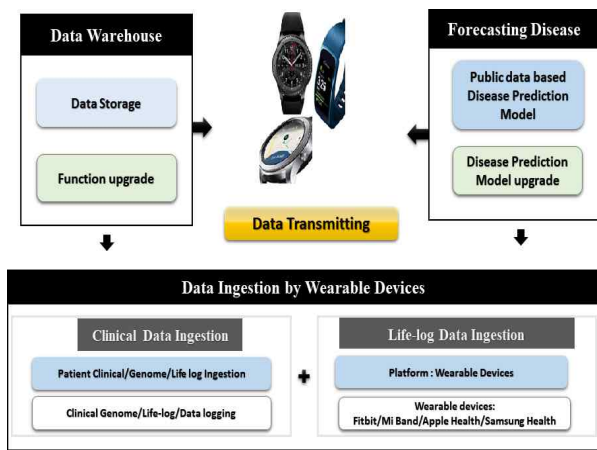 Data Warehouse
Data Storage
Function upgrade
Forecasting Disease
Public data based
Disease Prediction
Model
Disease Prediction
Model upgrade
Data Transmitting
Data Ingestion by Wearable Devices
Clinical Data Ingestion
Patient Clinical/Genome/Life log Ingestion
Clinical Genome/Life-log/Data logging
+
Life-log Data Ingestion
Platform : Wearable Devices
Wearable devices:
Fitbit/Mi Band/Apple Health/Samsung Health